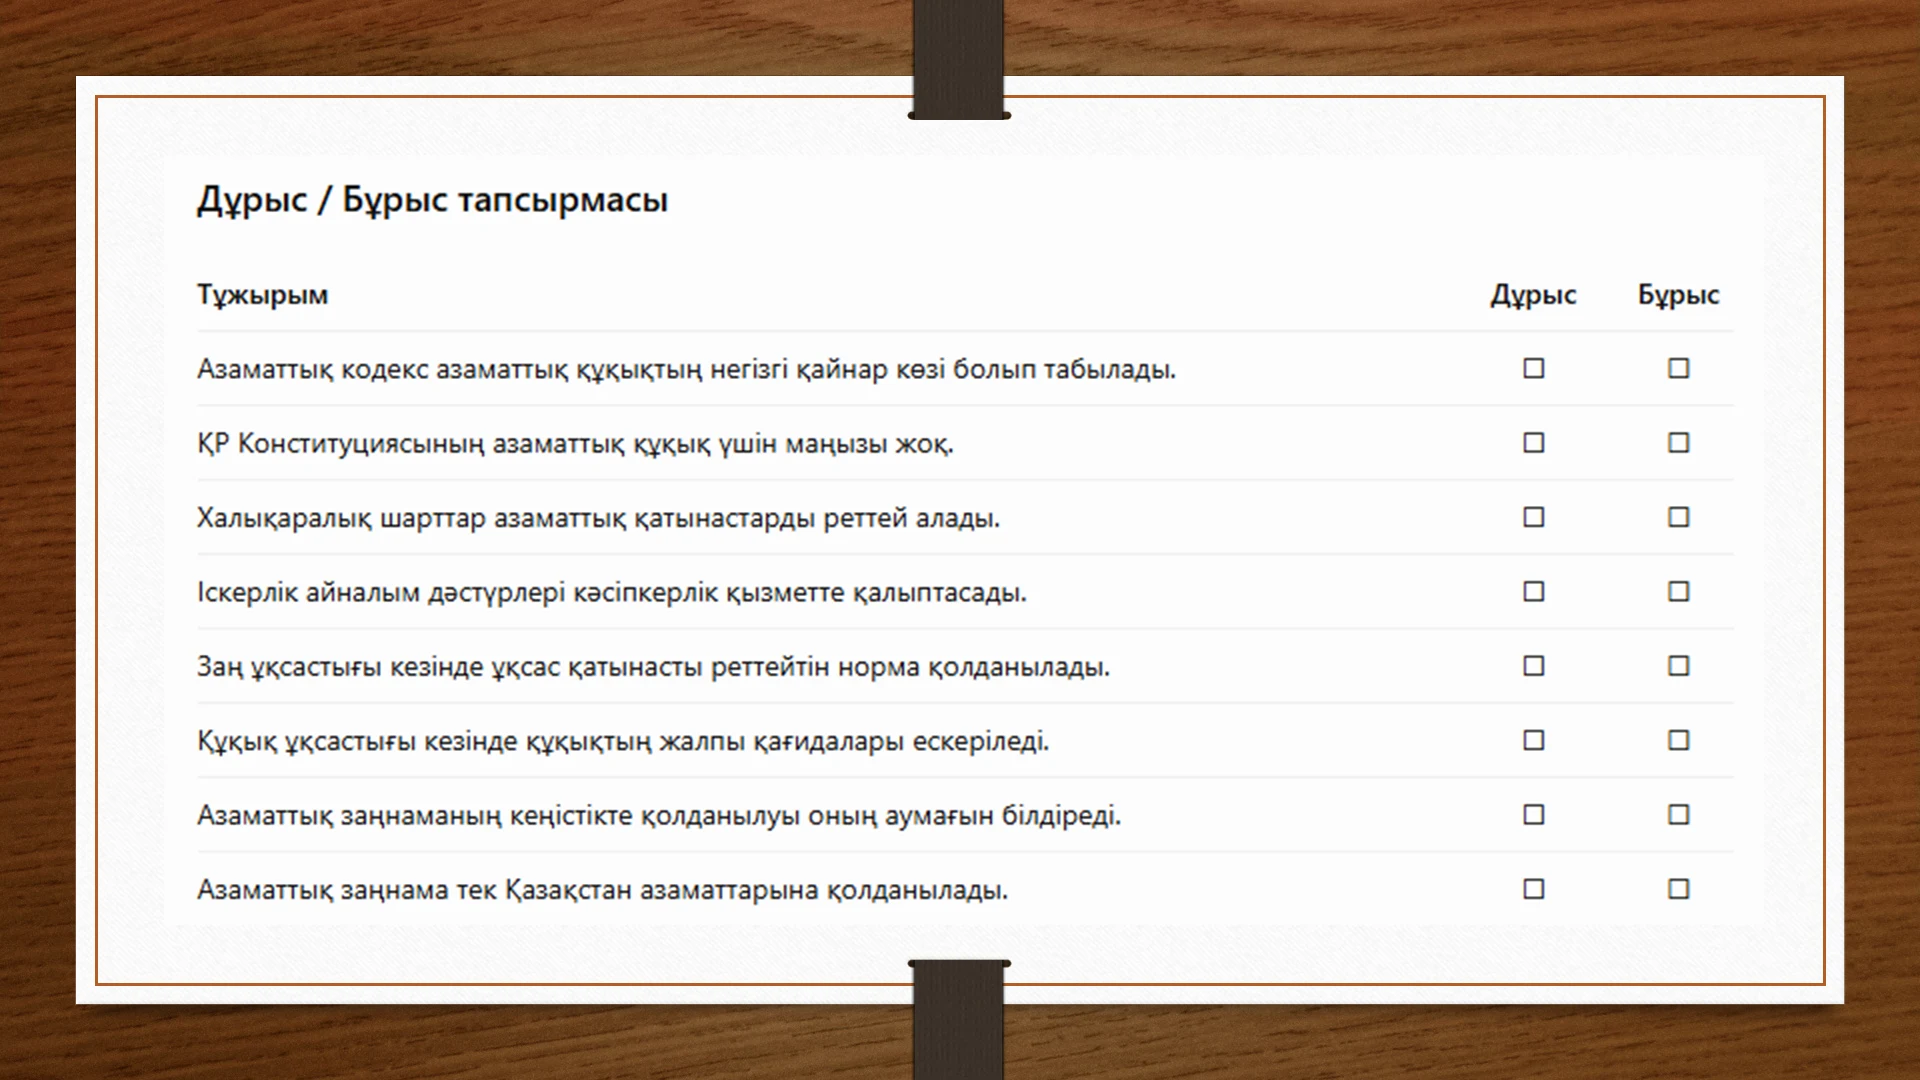 Дұрыс / Бұрыс тапсырмасы
Тұжырым Дұрыс Бұрыс
Азаматтық кодекс азаматтық құқықтың негізгі қайнар көзі болып табылады. ☐ ☐
ҚР Конституциясының азаматтық құқық үшін маңызы жоқ. ☐ ☐
Халықаралық шарттар азаматтық қатынастарды реттей алады. ☐ ☐
Іскерлік айналым дәстүрлері кәсіпкерлік қызметте қалыптасады. ☐ ☐
Заң ұқсастығы кезінде ұқсас қатынасты реттейтін норма қолданылады. ☐ ☐
Құқық ұқсастығы кезінде құқықтың жалпы қағидалары ескеріледі. ☐ ☐
Азаматтық заңнаманың кеңістікте қолданылуы оның аумағын білдіреді. ☐ ☐
Азаматтық заңнама тек Қазақстан азаматтарына қолданылады. ☐ ☐